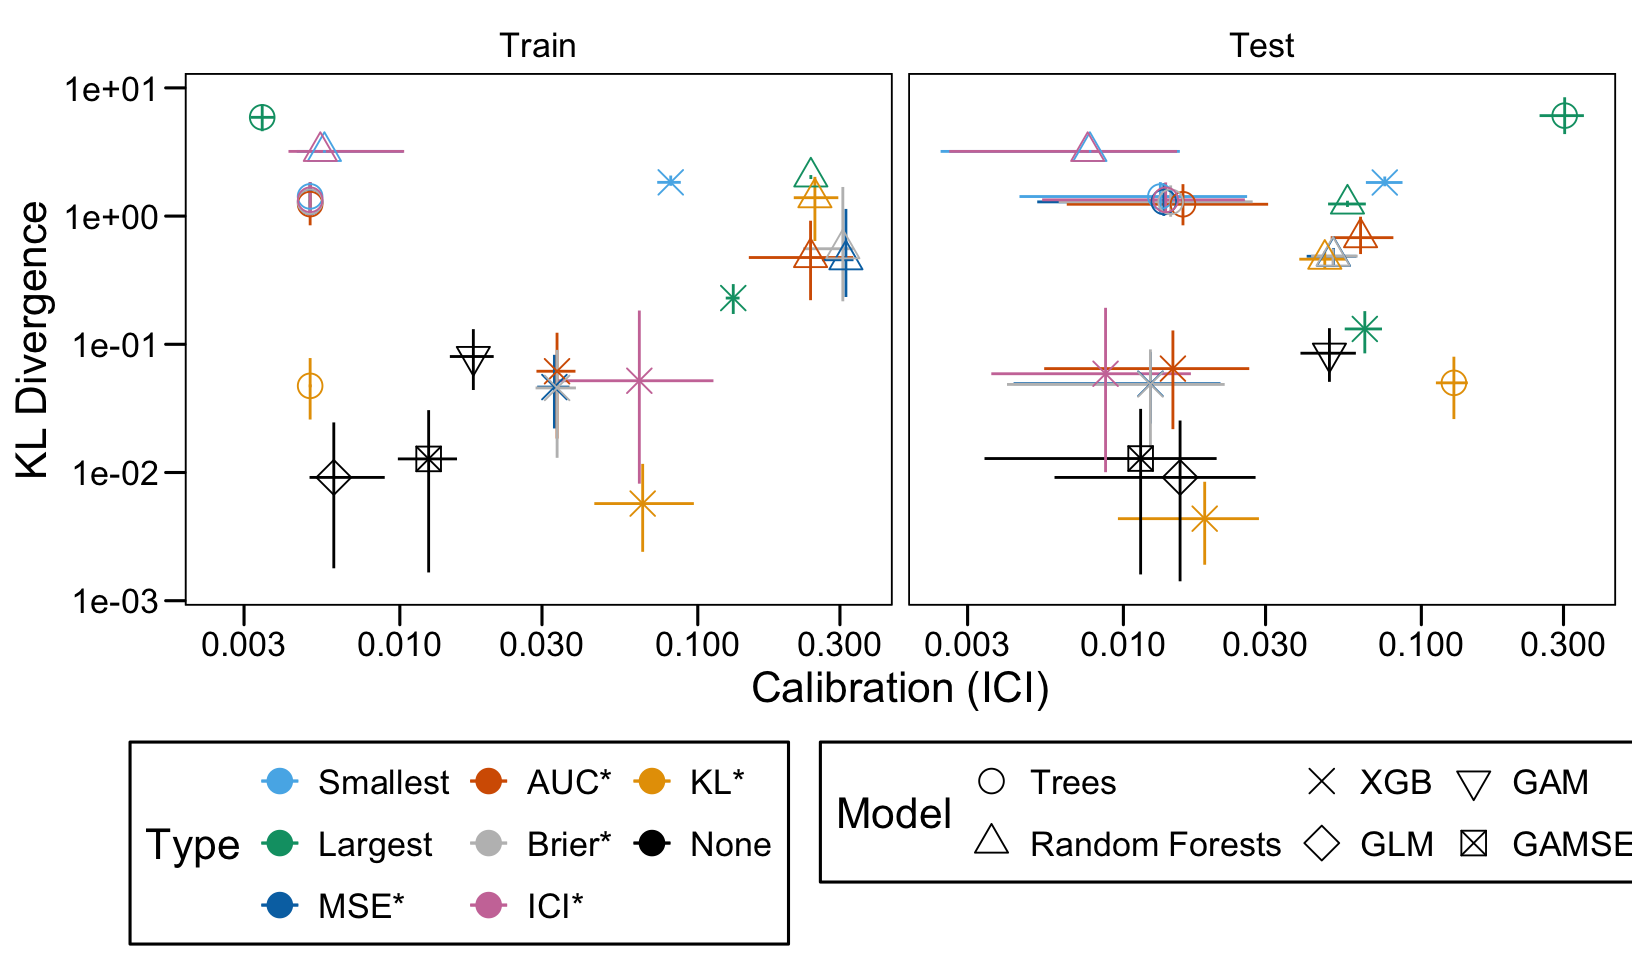 Train
Test
KL Divergence
1e+01
1e+00
1e-01
1e-02
1e-03
0.003
0.010
0.030
0.100
0.300
0.003
0.010
0.030
0.100
0.300
Calibration (ICI)
Type
Smallest
AUC*
KL*
Largest
Brier*
None
MSE*
ICI*
Model
Trees
XGB
GAM
Random Forests
GLM
GAMSE